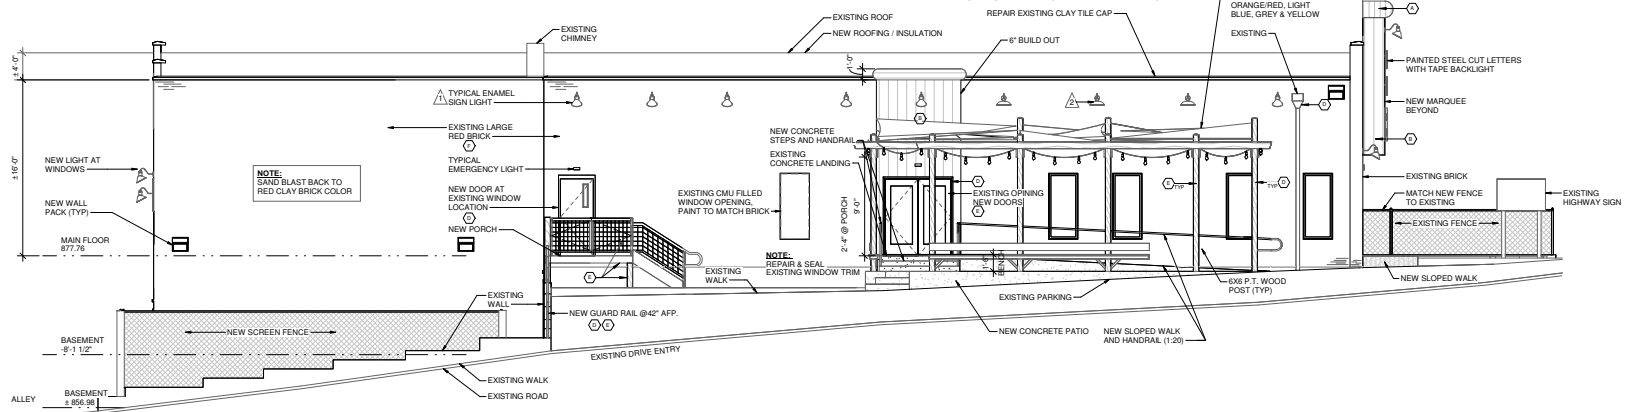 ORANGE/RED, LIGHT
BLUE, GREY & YELLOW
A
EXISTING ROOF
REPAIR EXISTING CLAY TILE CAP
EXISTING
CHIMNEY
NEW ROOFING / INSULATION
6" BUILD OUT
EXISTING
±4'-0"
1'-0"
PAINTED STEEL CUT LETTERS
WITH TAPE BACKLIGHT
1
TYPICAL ENAMEL
SIGN LIGHT
2
D
NEW MARQUEE
BEYOND
B
EXISTING LARGE
RED BRICK
F
NEW CONCRETE
STEPS AND HANDRAIL
B
±16'-0"
NEW LIGHT AT
WINDOWS
TYPICAL
EMERGENCY LIGHT
EXISTING
CONCRETE LANDING
NOTE:
SAND BLAST BACK TO
RED CLAY BRICK COLOR
EXISTING BRICK
NEW DOOR AT
EXISTING WINDOW
LOCATION
D
EXISTING CMU FILLED
WINDOW OPENING,
PAINT TO MATCH BRICK
D
EXISTING OPINING
NEW DOORS
E
E
TYP
TYP
D
MATCH NEW FENCE
TO EXISTING
EXISTING
HIGHWAY SIGN
NEW WALL
PACK (TYP)
NEW PORCH
2'-4" @ PORCH
9'-0"
EXISTING FENCE
MAIN FLOOR
877.76
NOTE:
REPAIR & SEAL
EXISTING WINDOW TRIM
BENCH
E
EXISTING
WALK
NEW SLOPED WALK
6X6 P.T. WOOD
POST (TYP)
EXISTING
WALL
EXISTING PARKING
NEW GUARD RAIL @42" AFP.
D
E
NEW SCREEN FENCE
NEW CONCRETE PATIO
NEW SLOPED WALK
AND HANDRAIL (1:20)
BASEMENT
-8'-1 1/2"
EXISTING DRIVE ENTRY
EXISTING WALK
BASEMENT
± 856.98
EXISTING ROAD
ALLEY